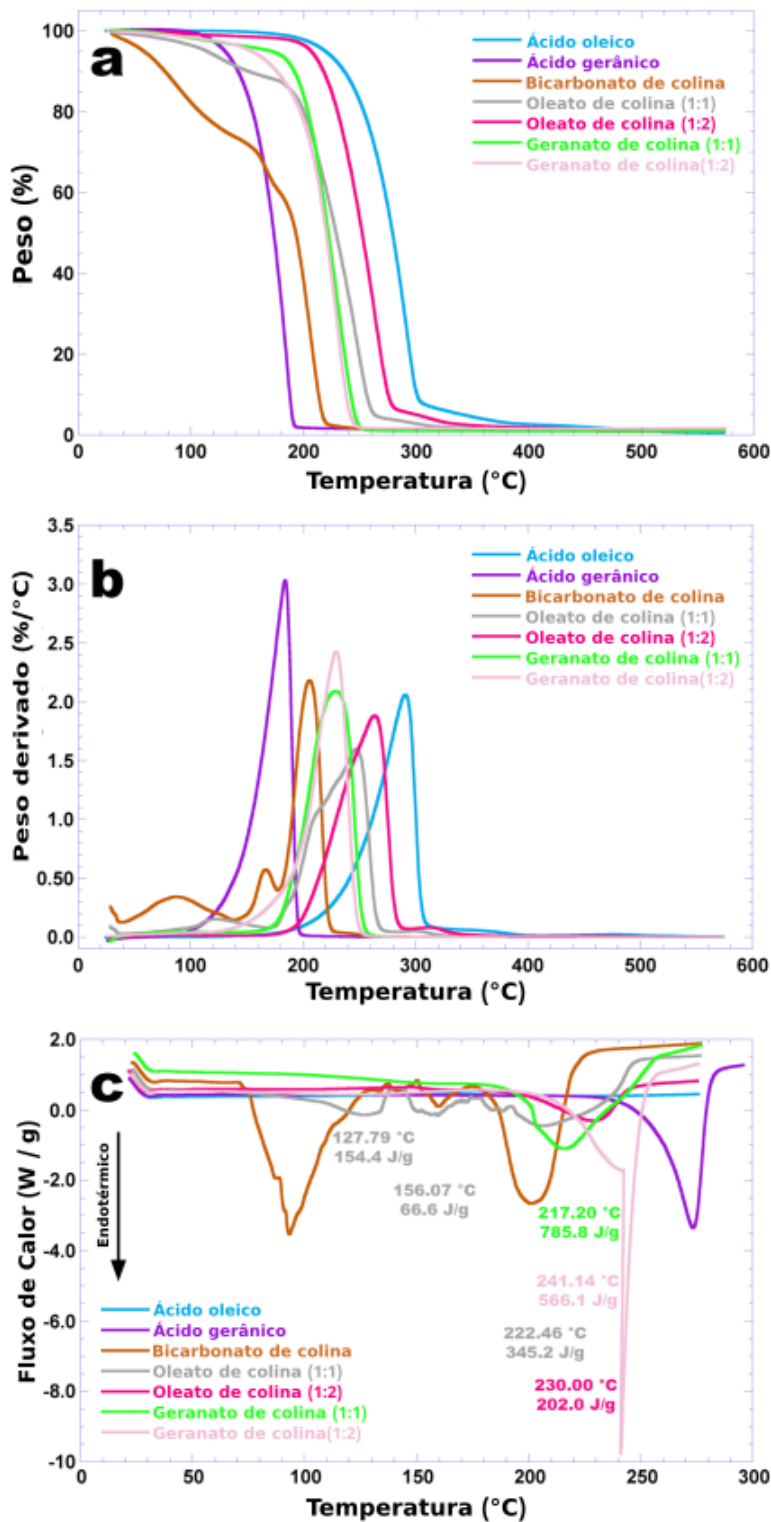 a
100
80
60
40
20
0
Peso (%)
Ácido oleico
Ácido gerânico
Bicarbonato de colina
Oleato de colina (1:1)
Oleato de colina (1:2)
Geranato de colina (1:1)
Geranato de colina(1:2)
0 100 200 300 400 500 600
Temperatura (°C)
b
3.5
3.0
2.5
2.0
1.5
1.0
0.50
0.0
Peso derivado (%/°C)
Ácido oleico
Ácido gerânico
Bicarbonato de colina
Oleato de colina (1:1)
Oleato de colina (1:2)
Geranato de colina (1:1)
Geranato de colina(1:2)
0 100 200 300 400 500 600
Temperatura (°C)
c
2.0
0.0
-2.0
-4.0
-6.0
-8.0
-10
Fluxo de Calor (W / g)
Endotérmico
127.79 °C
154.4 J/g
156.07 °C
66.6 J/g
217.20 °C
785.8 J/g
241.14 °C
566.1 J/g
222.46 °C
345.2 J/g
230.00 °C
202.0 J/g
Ácido oleico
Ácido gerânico
Bicarbonato de colina
Oleato de colina (1:1)
Oleato de colina (1:2)
Geranato de colina (1:1)
Geranato de colina(1:2)
0 50 100 150 200 250 300
Temperatura (°C)